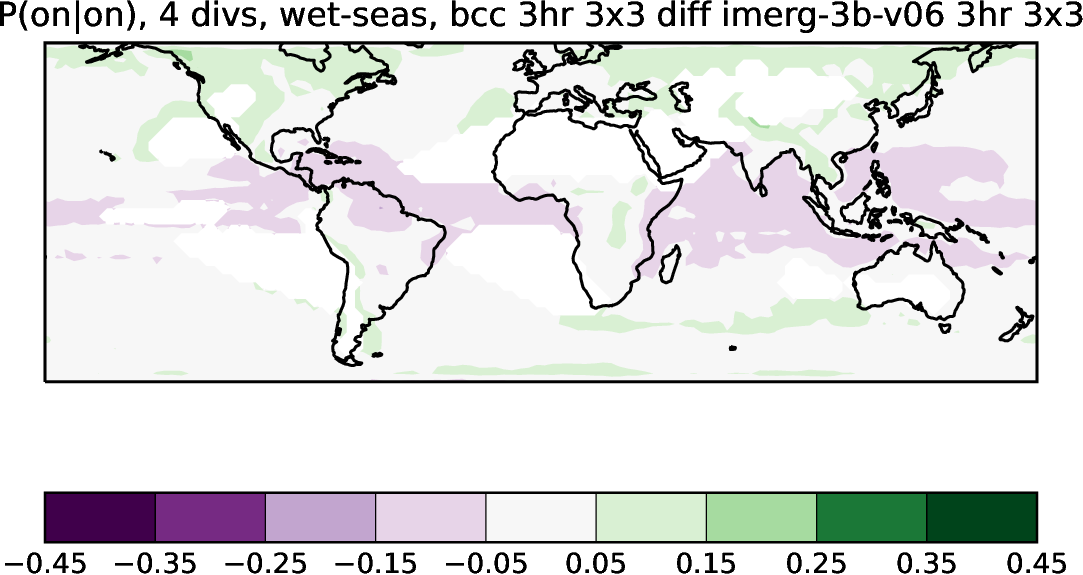 P(on|on), 4 divs, wet-seas, bcc 3hr 3x3 diff imerg-3b-v06 3hr 3x3
−0.45 −0.35 −0.25 −0.15 −0.05 0.05 0.15 0.25 0.35 0.45